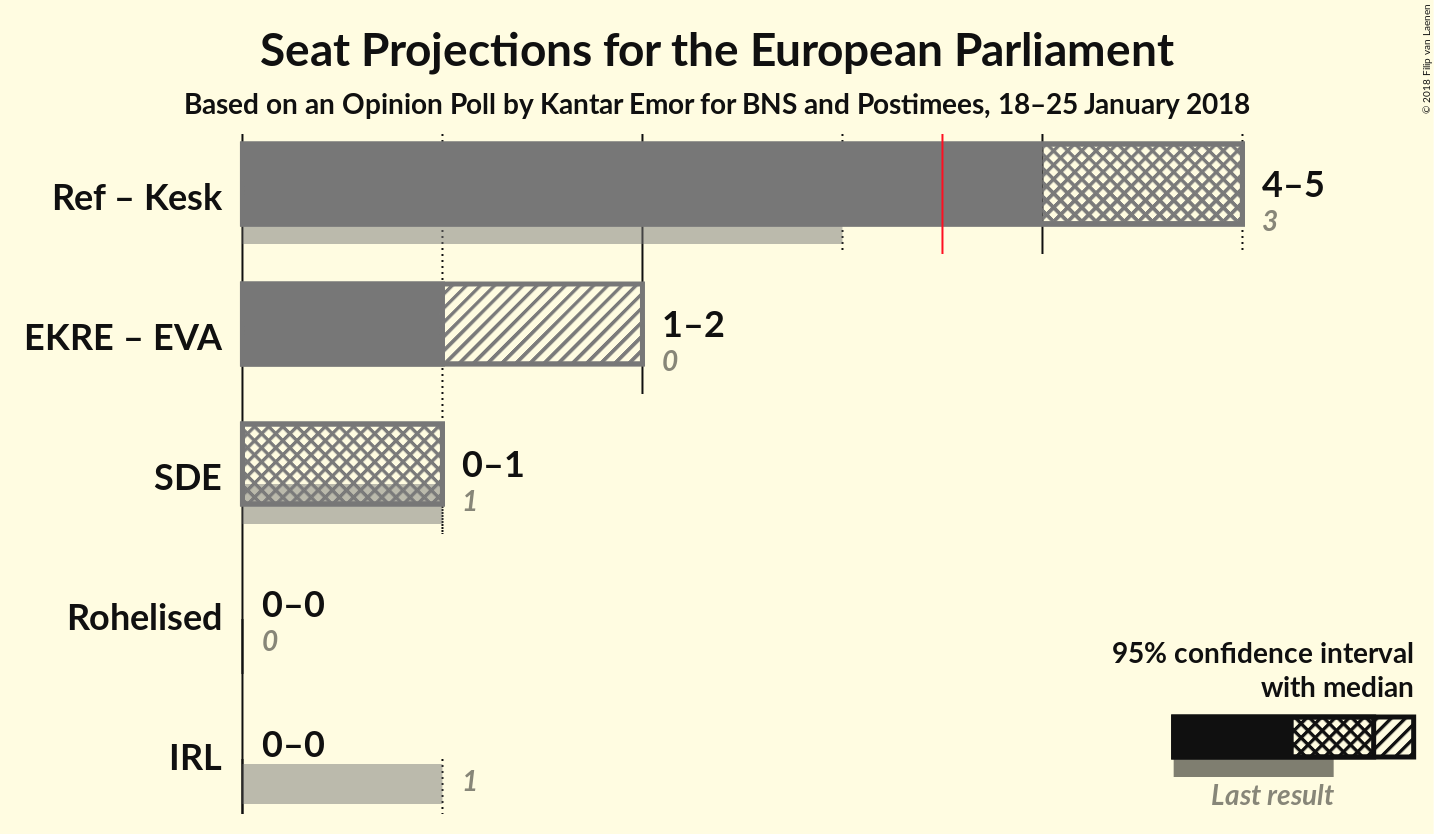 Seat Projections for the European Parliament
Based on an Opinion Poll by Kantar Emor for BNS and Postimees, 18–25 January 2018
© 2018 Filip van Laenen
Ref – Kesk
4–5
3
EKRE – EVA
1–2
0
SDE
0–1
1
Rohelised
0–0
0
IRL
0–0
1
95% confidence interval
with median
Last result